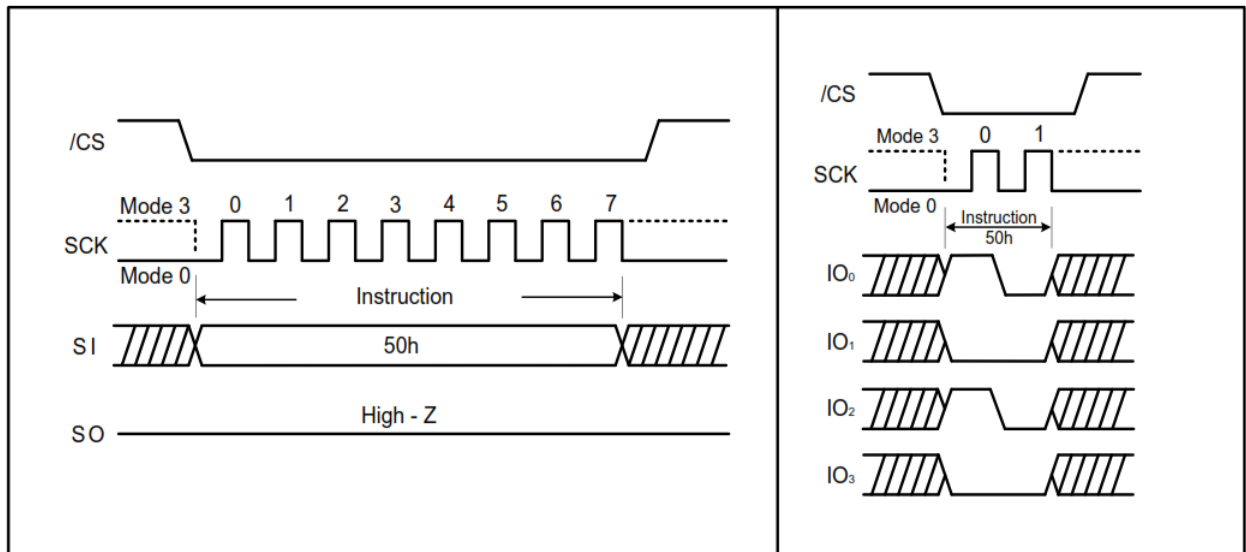 /CS
Mode 3 0 1 2 3 4 5 6 7
SCK
Mode 0
Instruction
SI 50h
High - Z
SO
/CS
Mode 3 0 1
SCK
Mode 0
Instruction
50h
IO₀
IO₁
IO₂
IO₃